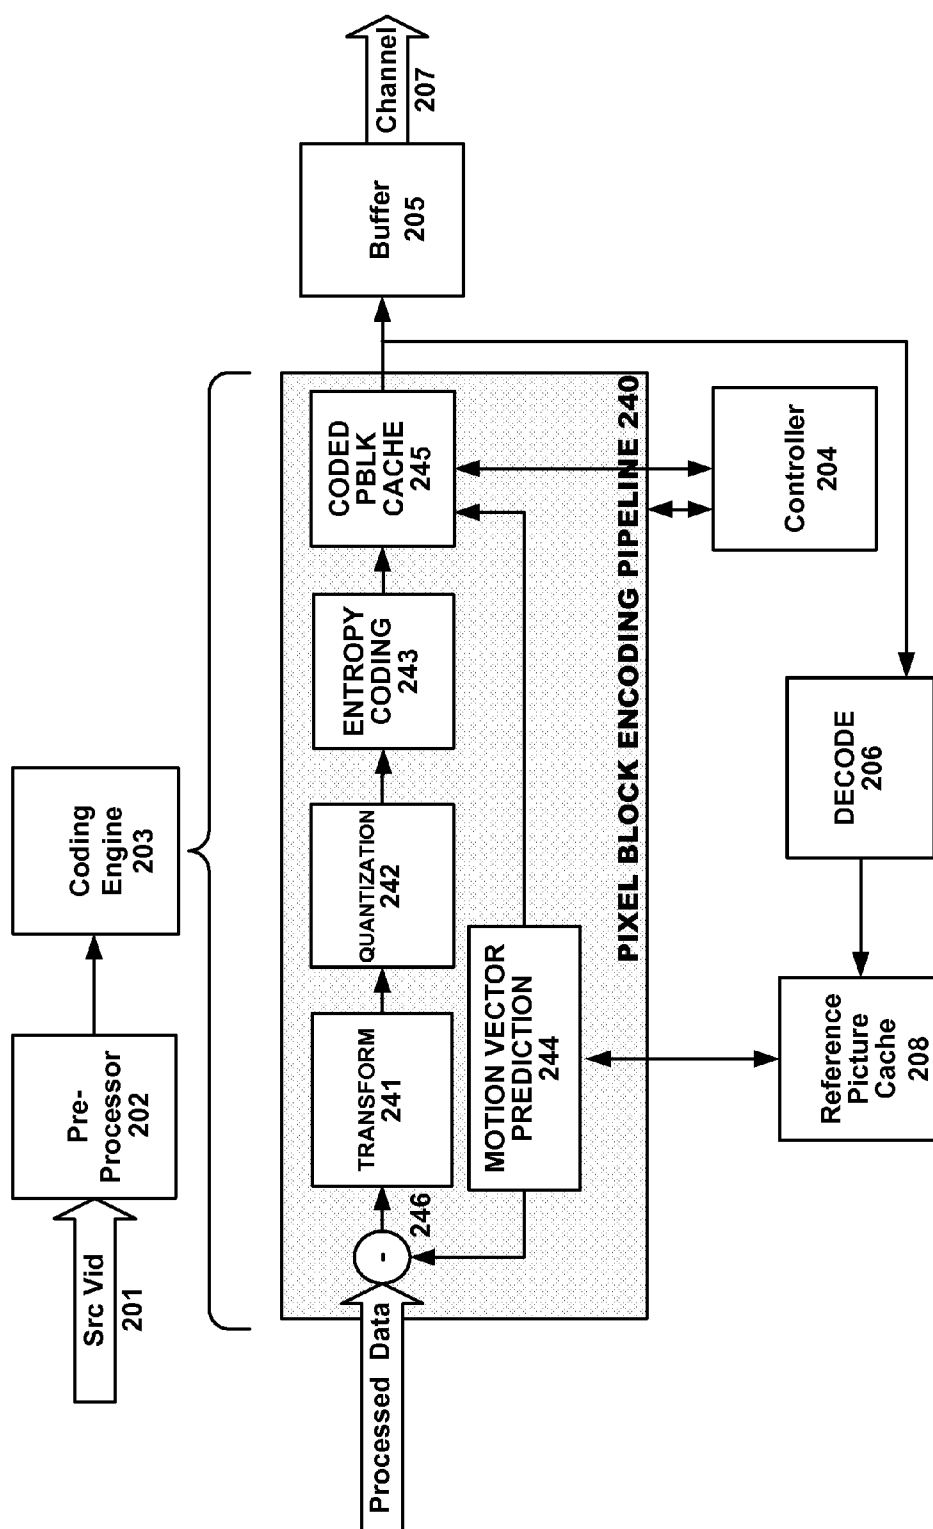 Src Vid
201
Pre-
Processor
202
Coding
Engine
203
Processed Data
-
246
TRANSFORM
241
QUANTIZATION
242
ENTROPY
CODING
243
CODED
PBLK
CACHE
245
MOTION VECTOR
PREDICTION
244
PIXEL BLOCK ENCODING PIPELINE 240
Buffer
205
Channel
207
Controller
204
DECODE
206
Reference
Picture
Cache
208